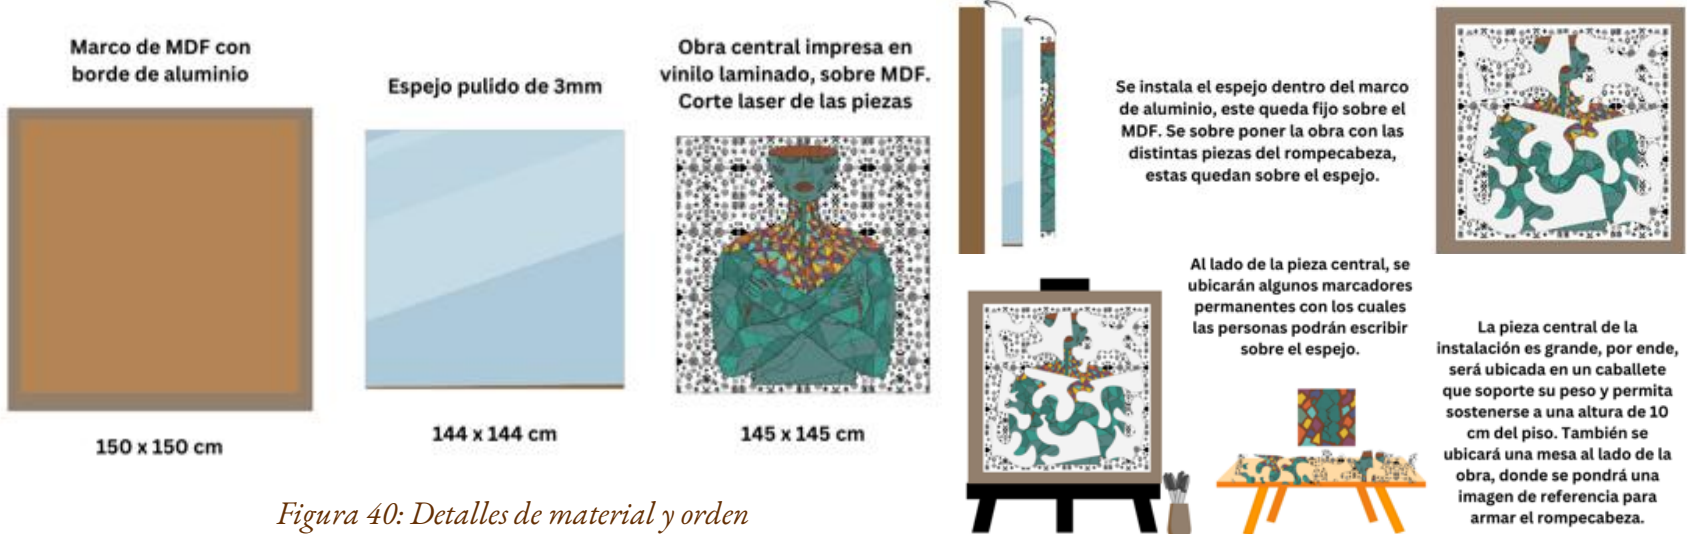 Marco de MDF con
borde de aluminio
150 x 150 cm
Espejo pulido de 3mm
144 x 144 cm
Obra central impresa en
vinilo laminado, sobre MDF.
Corte laser de las piezas
145 x 145 cm
Figura 40: Detalles de material y orden
Se instala el espejo dentro del marco
de aluminio, este queda fijo sobre el
MDF. Se sobre poner la obra con las
distintas piezas del rompecabeza,
estas quedan sobre el espejo.
Al lado de la pieza central, se
ubicarán algunos marcadores
permanentes con los cuales
las personas podrán escribir
sobre el espejo.
La pieza central de la
instalación es grande, por ende,
será ubicada en un caballete
que soporte su peso y permita
sostenerse a una altura de 10
cm del piso. También se
ubicará una mesa al lado de la
obra, donde se pondrá una
imagen de referencia para
armar el rompecabeza.